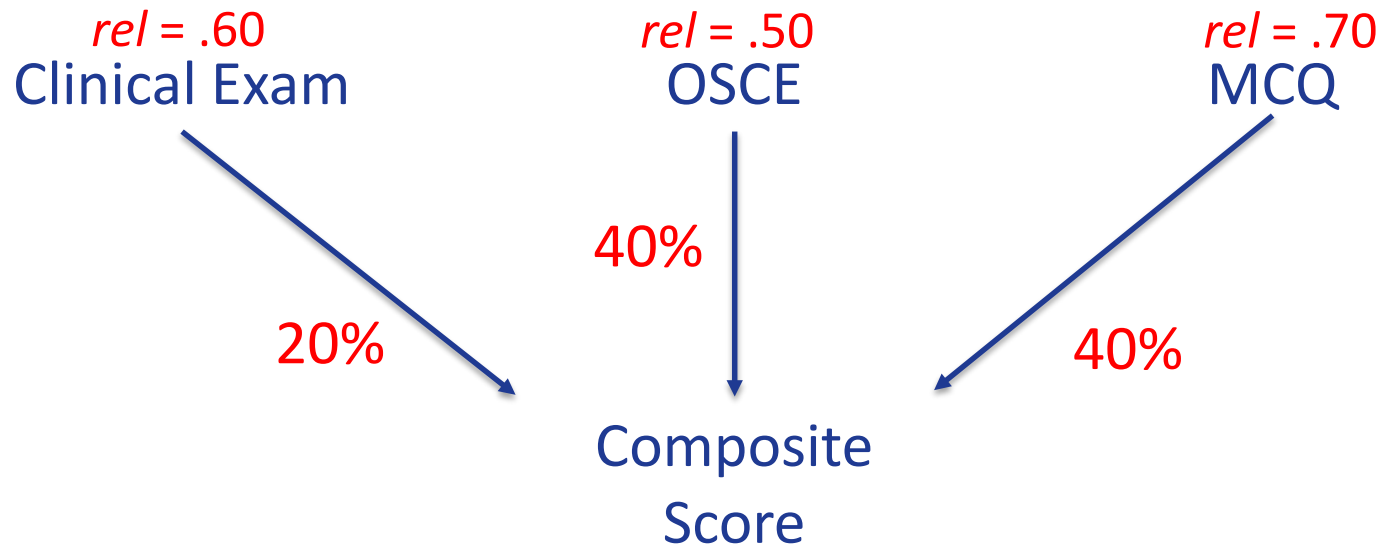 rel = .60
Clinical Exam
rel = .50
OSCE
rel = .70
MCQ
40%
20%
40%
Composite
Score